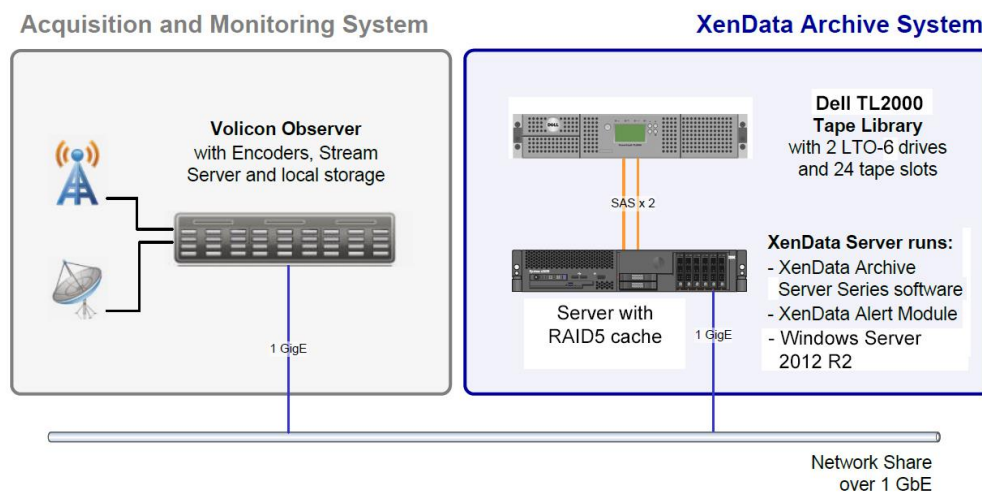 Acquisition and Monitoring System
XenData Archive System
Volicon Observer
with Encoders, Stream
Server and local storage
1 GigE
DELL
Dell TL2000
Tape Library
with 2 LTO-6 drives
and 24 tape slots
SAS x 2
Server with
RAID5 cache
1 GigE
XenData Server runs:
- XenData Archive
Server Series software
- XenData Alert Module
- Windows Server
2012 R2
Network Share
over 1 GbE